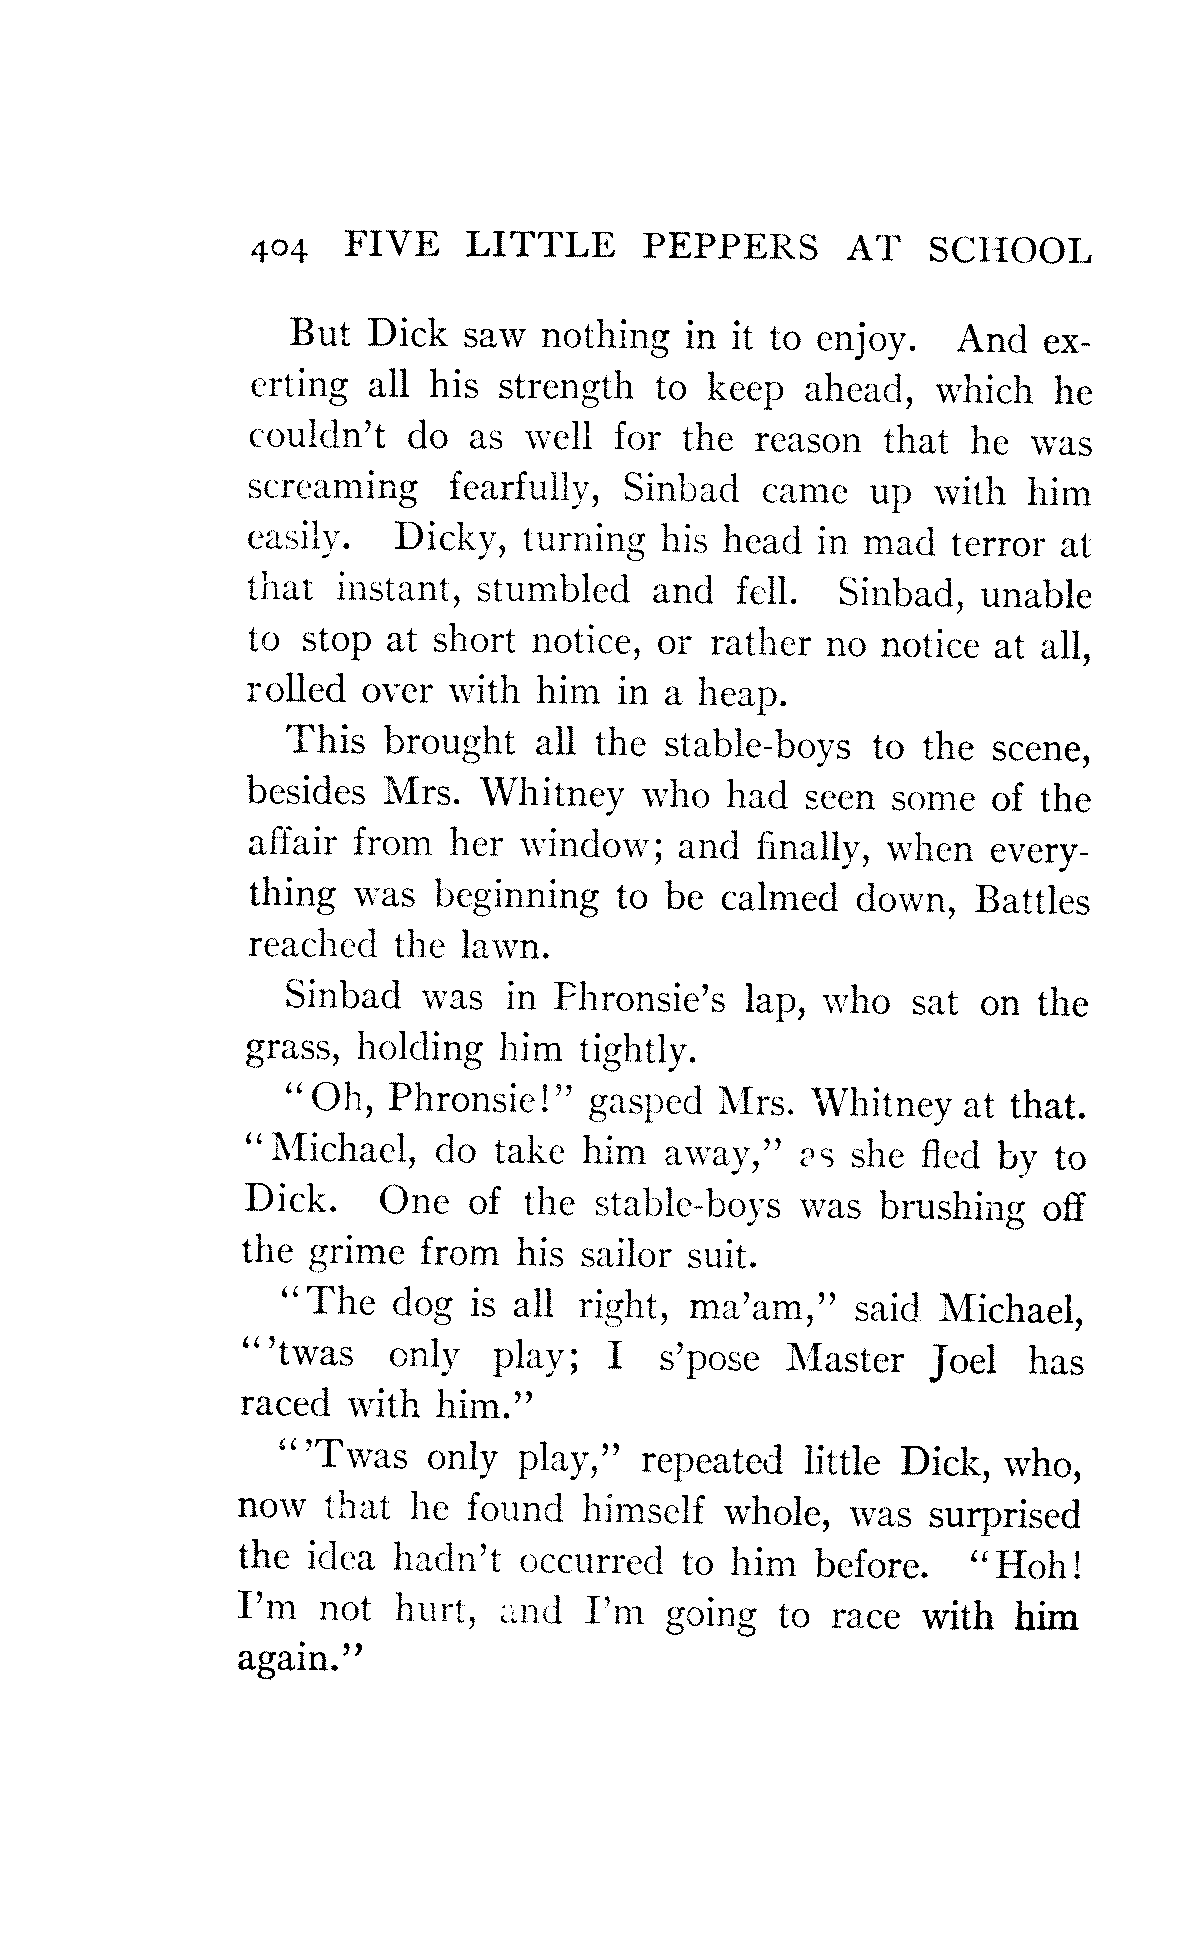 404 FIVE LITTLE PEPPERS AT SCHOOL
But Dick saw nothing in it to enjoy. And ex-
erting all his strength to keep ahead, which he
couldn't do as well for the reason that he was
screaming fearfully, Sinbad came up with him
easily. Dicky, turning his head in mad terror at
that instant, stumbled and fell. Sinbad, unable
to stop at short notice, or rather no notice at all,
rolled over with him in a heap.
This brought all the stable-boys to the scene,
besides Mrs. Whitney who had seen some of the
affair from her window; and finally, when every-
thing was beginning to be calmed down, Battles
reached the lawn.
Sinbad was in Phronsie's lap, who sat on the
grass, holding him tightly.
"Oh, Phronsie!" gasped Mrs. Whitney at that.
"Michael, do take him away," as she fled by to
Dick. One of the stable-boys was brushing off
the grime from his sailor suit.
"The dog is all right, ma'am," said Michael,
"'twas only play; I s'pose Master Joel has
raced with him."
"'Twas only play," repeated little Dick, who,
now that he found himself whole, was surprised
the idea hadn't occurred to him before. "Hoh!
I'm not hurt, and I'm going to race with him
again."